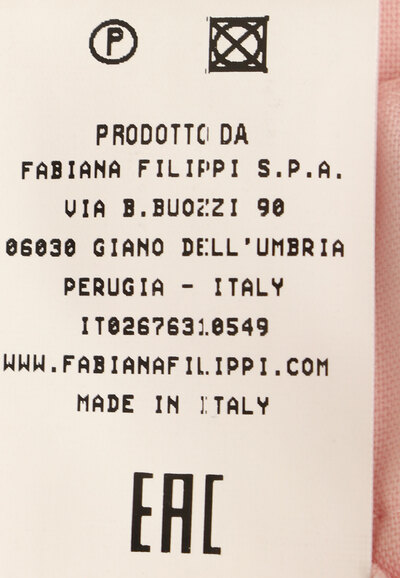 P
PRODOTTO DA
FABIANA FILIPPI S.P.A.
VIA B.BUOZZI 90
06030 GIANO DELL'UMBRIA
PERUGIA - ITALY
IT02676310549
WWW.FABIANAFILIPPI.COM
MADE IN ITALY
EAC